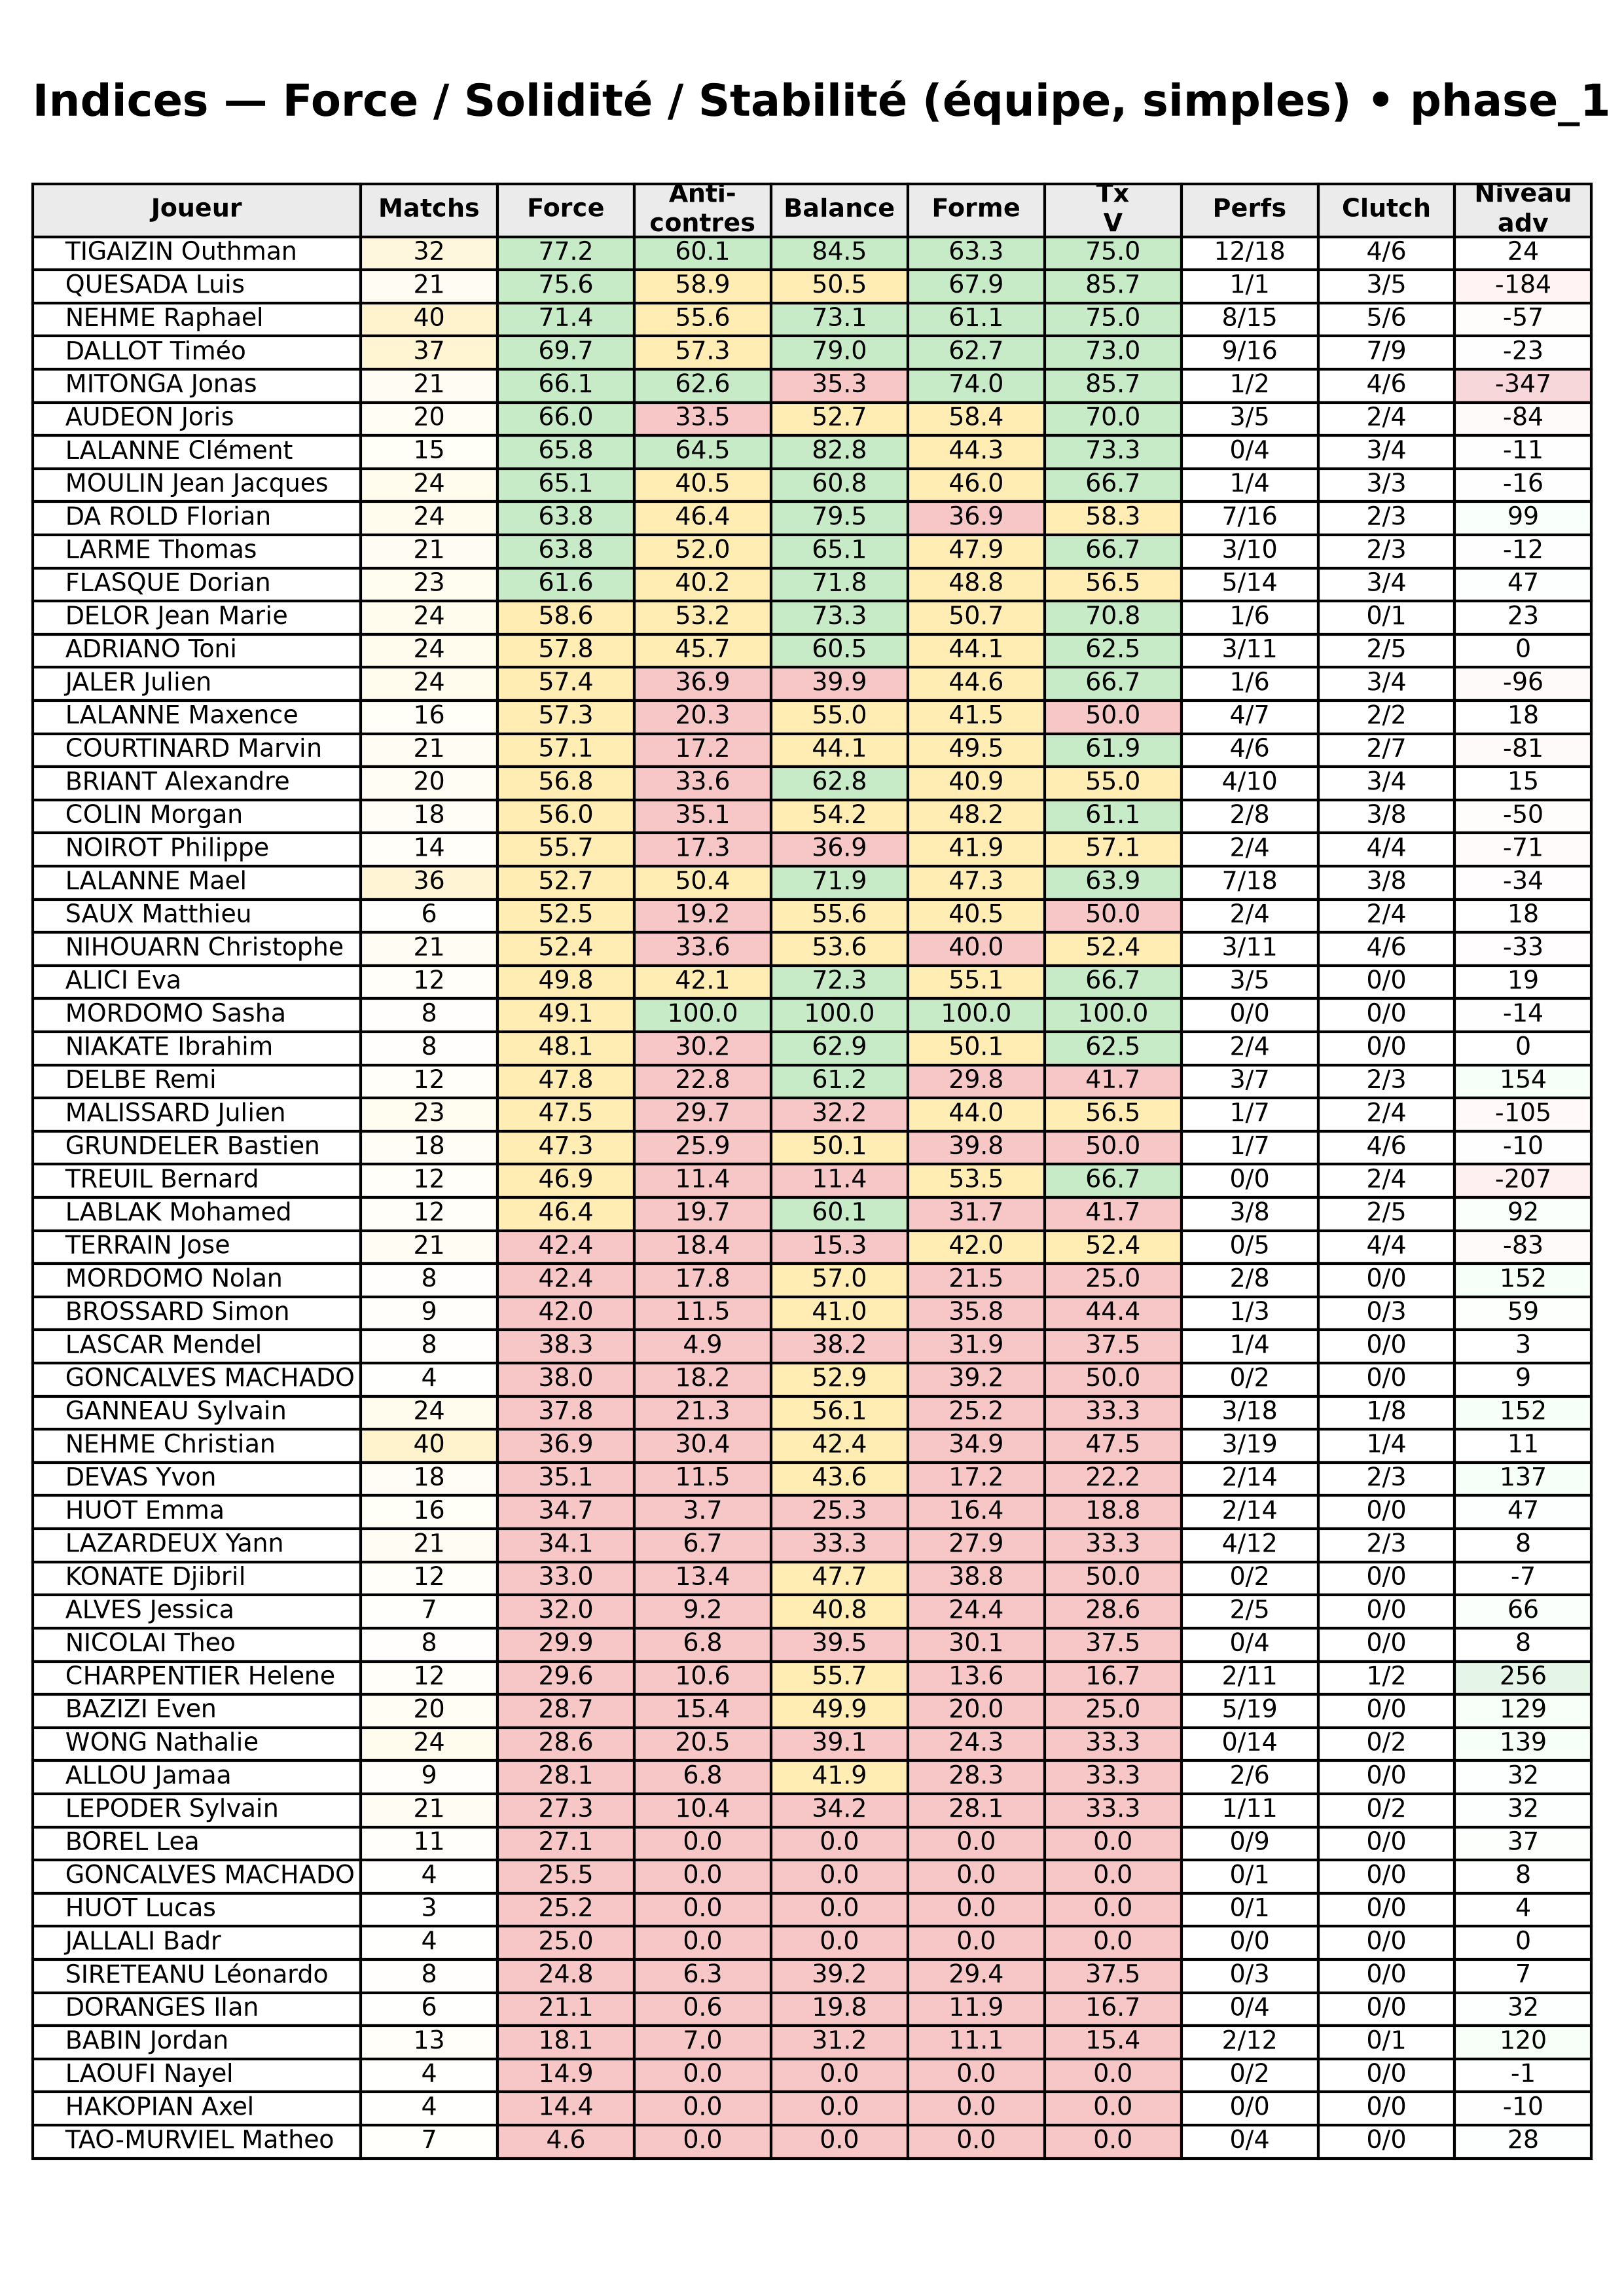 Indices — Force / Solidité / Stabilité (équipe, simples) • phase_1
Joueur Matchs Force Anti-contres Balance Forme Tx V Perfs Clutch Niveau adv
TIGAIZIN Outhman 32 77.2 60.1 84.5 63.3 75.0 12/18 4/6 24
QUESADA Luis 21 75.6 58.9 50.5 67.9 85.7 1/1 3/5 -184
NEHME Raphael 40 71.4 55.6 73.1 61.1 75.0 8/15 5/6 -57
DALLOT Timéo 37 69.7 57.3 79.0 62.7 73.0 9/16 7/9 -23
MITONGA Jonas 21 66.1 62.6 35.3 74.0 85.7 1/2 4/6 -347
AUDEON Joris 20 66.0 33.5 52.7 58.4 70.0 3/5 2/4 -84
LALANNE Clément 15 65.8 64.5 82.8 44.3 73.3 0/4 3/4 -11
MOULIN Jean Jacques 24 65.1 40.5 60.8 46.0 66.7 1/4 3/3 -16
DA ROLD Florian 24 63.8 46.4 79.5 36.9 58.3 7/16 2/3 99
LARME Thomas 21 63.8 52.0 65.1 47.9 66.7 3/10 2/3 -12
FLASQUE Dorian 23 61.6 40.2 71.8 48.8 56.5 5/14 3/4 47
DELOR Jean Marie 24 58.6 53.2 73.3 50.7 70.8 1/6 0/1 23
ADRIANO Toni 24 57.8 45.7 60.5 44.1 62.5 3/11 2/5 0
JALER Julien 24 57.4 36.9 39.9 44.6 66.7 1/6 3/4 -96
LALANNE Maxence 16 57.3 20.3 55.0 41.5 50.0 4/7 2/2 18
COURTINARD Marvin 21 57.1 17.2 44.1 49.5 61.9 4/6 2/7 -81
BRIANT Alexandre 20 56.8 33.6 62.8 40.9 55.0 4/10 3/4 15
COLIN Morgan 18 56.0 35.1 54.2 48.2 61.1 2/8 3/8 -50
NOIROT Philippe 14 55.7 17.3 36.9 41.9 57.1 2/4 4/4 -71
LALANNE Mael 36 52.7 50.4 71.9 47.3 63.9 7/18 3/8 -34
SAUX Matthieu 6 52.5 19.2 55.6 40.5 50.0 2/4 2/4 18
NIHOUARN Christophe 21 52.4 33.6 53.6 40.0 52.4 3/11 4/6 -33
ALICI Eva 12 49.8 42.1 72.3 55.1 66.7 3/5 0/0 19
MORDOMO Sasha 8 49.1 100.0 100.0 100.0 100.0 0/0 0/0 -14
NIAKATE Ibrahim 8 48.1 30.2 62.9 50.1 62.5 2/4 0/0 0
DELBE Remi 12 47.8 22.8 61.2 29.8 41.7 3/7 2/3 154
MALISSARD Julien 23 47.5 29.7 32.2 44.0 56.5 1/7 2/4 -105
GRUNDELER Bastien 18 47.3 25.9 50.1 39.8 50.0 1/7 4/6 -10
TREUIL Bernard 12 46.9 11.4 11.4 53.5 66.7 0/0 2/4 -207
LABLAK Mohamed 12 46.4 19.7 60.1 31.7 41.7 3/8 2/5 92
TERRAIN Jose 21 42.4 18.4 15.3 42.0 52.4 0/5 4/4 -83
MORDOMO Nolan 8 42.4 17.8 57.0 21.5 25.0 2/8 0/0 152
BROSSARD Simon 9 42.0 11.5 41.0 35.8 44.4 1/3 0/3 59
LASCAR Mendel 8 38.3 4.9 38.2 31.9 37.5 1/4 0/0 3
GONCALVES MACHADO 4 38.0 18.2 52.9 39.2 50.0 0/2 0/0 9
GANNEAU Sylvain 24 37.8 21.3 56.1 25.2 33.3 3/18 1/8 152
NEHME Christian 40 36.9 30.4 42.4 34.9 47.5 3/19 1/4 11
DEVAS Yvon 18 35.1 11.5 43.6 17.2 22.2 2/14 2/3 137
HUOT Emma 16 34.7 3.7 25.3 16.4 18.8 2/14 0/0 47
LAZARDEUX Yann 21 34.1 6.7 33.3 27.9 33.3 4/12 2/3 8
KONATE Djibril 12 33.0 13.4 47.7 38.8 50.0 0/2 0/0 -7
ALVES Jessica 7 32.0 9.2 40.8 24.4 28.6 2/5 0/0 66
NICOLAI Theo 8 29.9 6.8 39.5 30.1 37.5 0/4 0/0 8
CHARPENTIER Helene 12 29.6 10.6 55.7 13.6 16.7 2/11 1/2 256
BAZIZI Even 20 28.7 15.4 49.9 20.0 25.0 5/19 0/0 129
WONG Nathalie 24 28.6 20.5 39.1 24.3 33.3 0/14 0/2 139
ALLOU Jamaa 9 28.1 6.8 41.9 28.3 33.3 2/6 0/0 32
LEPODER Sylvain 21 27.3 10.4 34.2 28.1 33.3 1/11 0/2 32
BOREL Lea 11 27.1 0.0 0.0 0.0 0.0 0/9 0/0 37
GONCALVES MACHADO 4 25.5 0.0 0.0 0.0 0.0 0/1 0/0 8
HUOT Lucas 3 25.2 0.0 0.0 0.0 0.0 0/1 0/0 4
JALLALI Badr 4 25.0 0.0 0.0 0.0 0.0 0/0 0/0 0
SIRETEANU Léonardo 8 24.8 6.3 39.2 29.4 37.5 0/3 0/0 7
DORANGES Ilan 6 21.1 0.6 19.8 11.9 16.7 0/4 0/0 32
BABIN Jordan 13 18.1 7.0 31.2 11.1 15.4 2/12 0/1 120
LAOUFI Nayel 4 14.9 0.0 0.0 0.0 0.0 0/2 0/0 -1
HAKOPIAN Axel 4 14.4 0.0 0.0 0.0 0.0 0/0 0/0 -10
TAO-MURVIEL Matheo 7 4.6 0.0 0.0 0.0 0.0 0/4 0/0 28